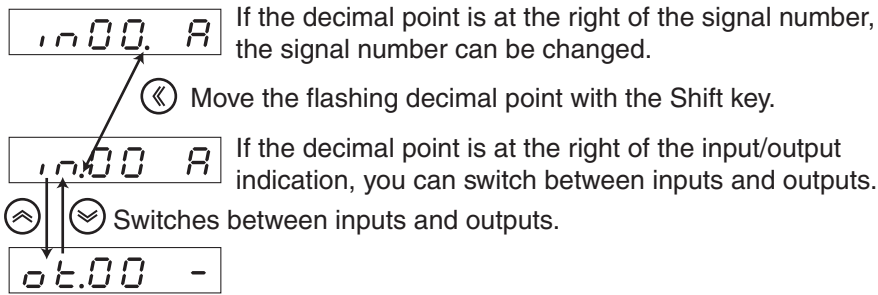 in00. A
If the decimal point is at the right of the signal number,
the signal number can be changed.
Move the flashing decimal point with the Shift key.
in.00 A
If the decimal point is at the right of the input/output
indication, you can switch between inputs and outputs.
Switches between inputs and outputs.
ot.00 -